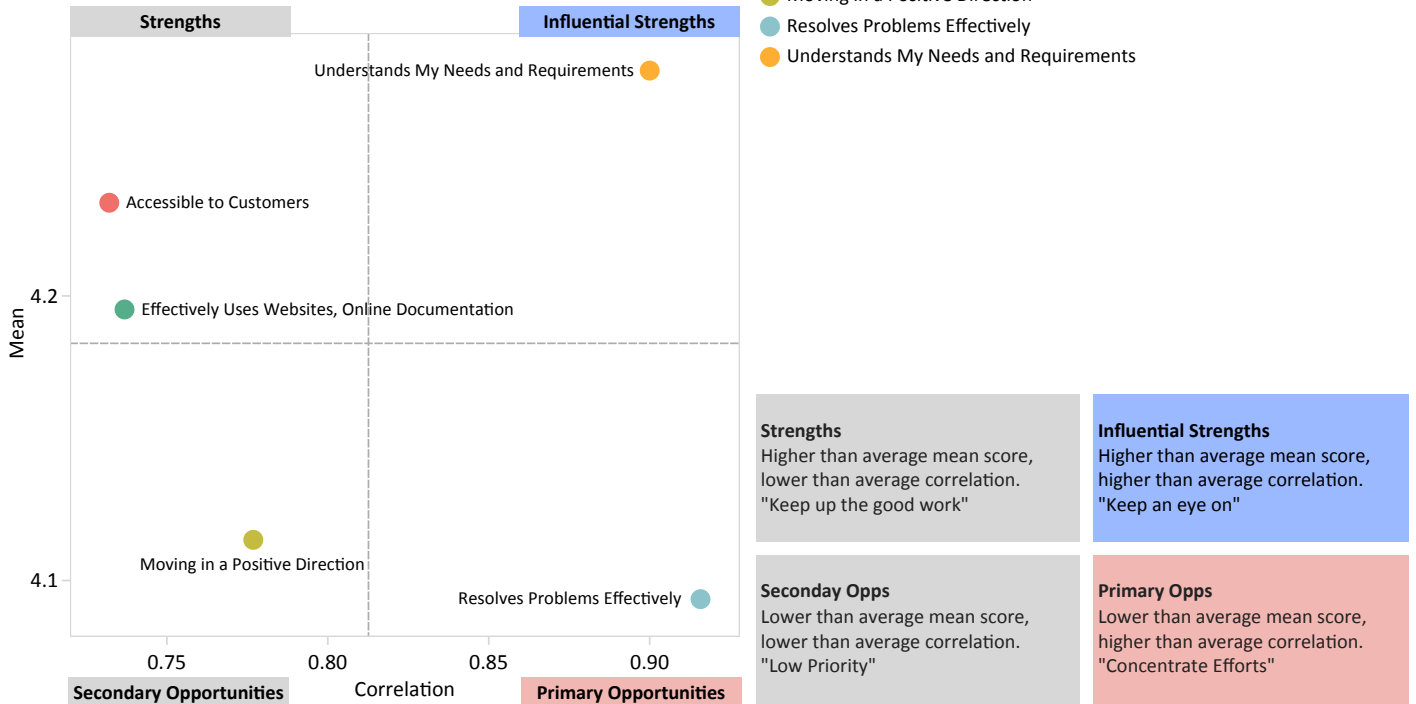 Strengths
Influential Strengths
Moving in a Positive Direction
Resolves Problems Effectively
Understands My Needs and Requirements
Understands My Needs and Requirements
Accessible to Customers
4.2
Effectively Uses Websites, Online Documentation
Mean
Moving in a Positive Direction
4.1
Resolves Problems Effectively
0.75
0.80
0.85
0.90
Correlation
Secondary Opportunities
Primary Opportunities
Strengths
Higher than average mean score,
lower than average correlation.
"Keep up the good work"
Influential Strengths
Higher than average mean score,
higher than average correlation.
"Keep an eye on"
Seconday Opps
Lower than average mean score,
lower than average correlation.
"Low Priority"
Primary Opps
Lower than average mean score,
higher than average correlation.
"Concentrate Efforts"